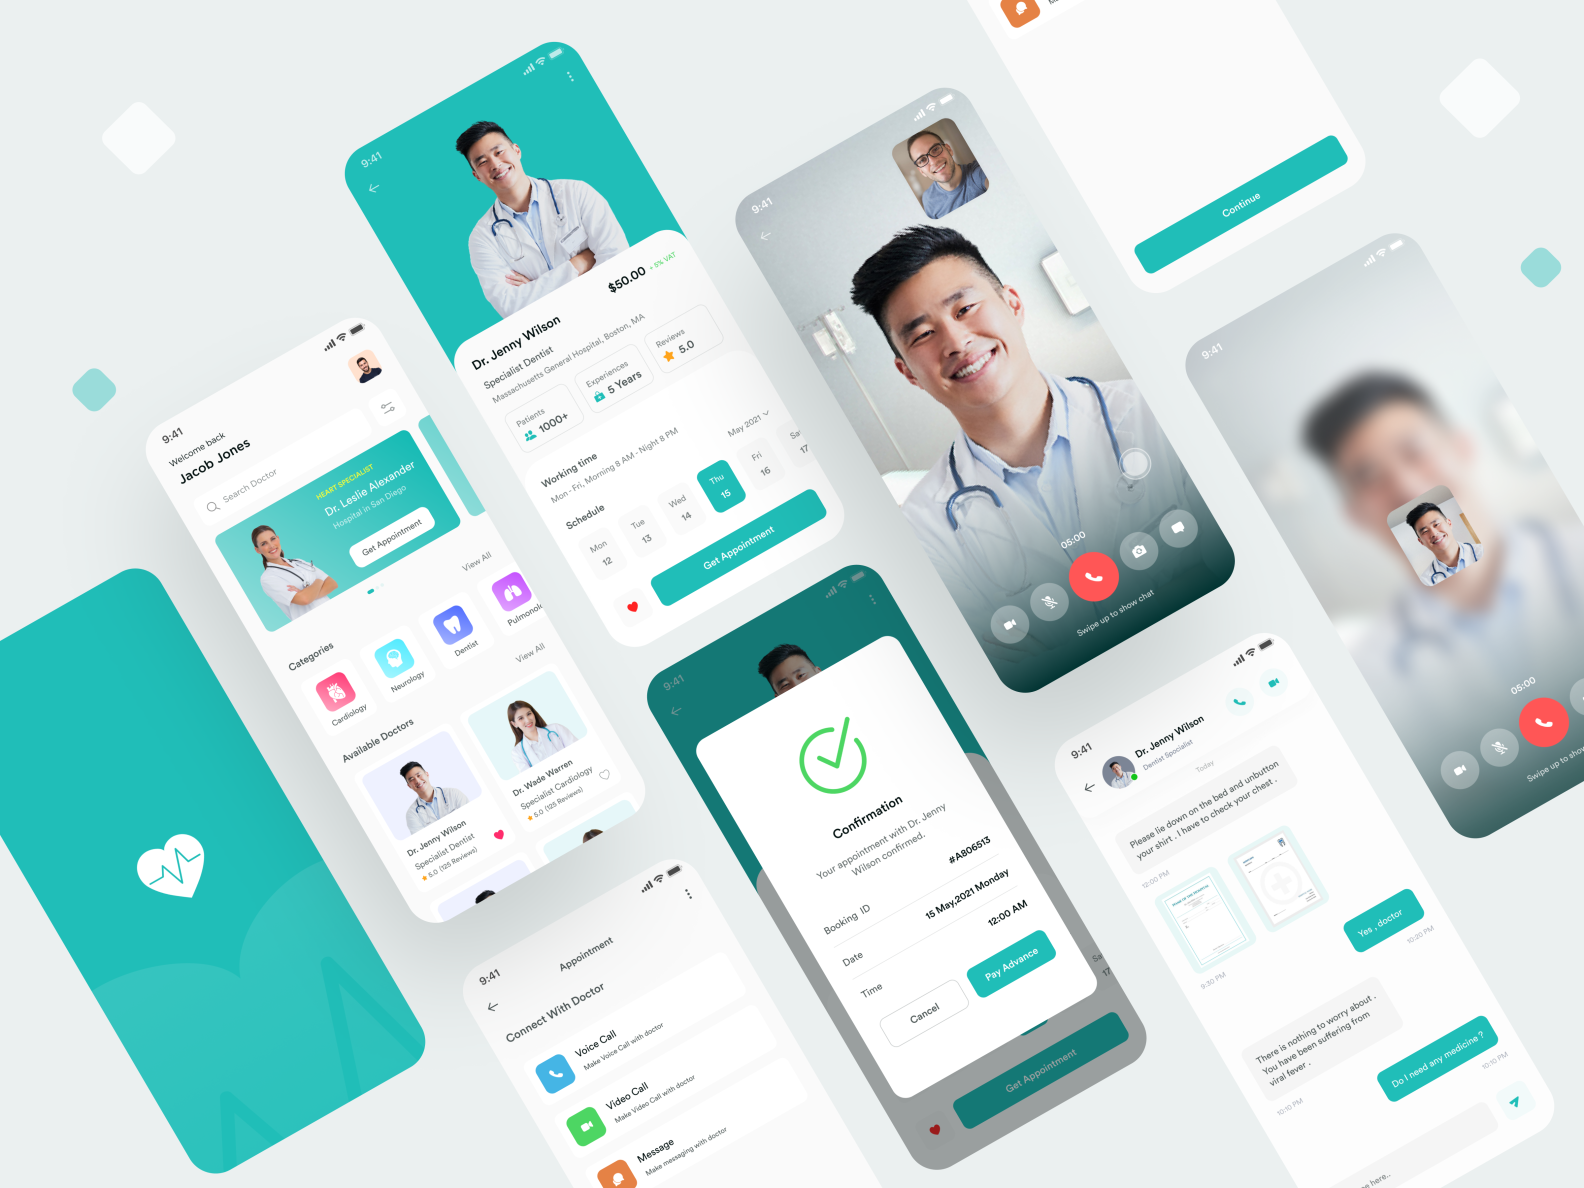 9:41
Welcome back
Jacob Jones
Search Doctor
HEART SPECIALIST
Dr. Leslie Alexander
Hospital in San Diego
Get Appointment
Categories
View All
Cardiology
Neurology
Dentist
Available Doctors
View All
Dr. Jenny Wilson
Specialist Dentist
5.0 (125 Reviews)
Dr. Wade Warren
Specialist Cardiology
5.0 (125 Reviews)
9:41
Dr. Jenny Wilson
$50.00
+ 5% VAT
Specialist Dentist
Massachusetts General Hospital, Boston, MA
Patients
1000+
Experiences
5 Years
Reviews
5.0
Working time
Mon - Fri, Morning 8 AM - Night 8 PM
Schedule
May 2021
Mon
12
Tue
13
Wed
14
Thu
15
Fri
16
17
Get Appointment
9:41
Appointment
Connect With Doctor
Voice Call
Make Voice Call with doctor
Video Call
Make Video Call with doctor
Message
Make messaging with doctor
9:41
Confirmation
Your appointment with Dr. Jenny
Wilson confirmed.
Booking ID
#A806513
Date
15 May,2021 Monday
Time
12:00 AM
Cancel
Pay Advance
17
Get Appointment
9:41
05:00
Swipe up to show chat
Continue
9:41
05:00
Swipe up to show
9:41
Dr. Jenny Wilson
Dentist Specialist
Today
Please lie down on the bed and unbutton
your shirt . I have to check your chest .
12:00 PM
9:30 PM
Yes , doctor
10:20 PM
There is nothing to worry about .
You have been suffering from
viral fever .
10:10 PM
Do I need any medicine ?
10:10 PM
here..